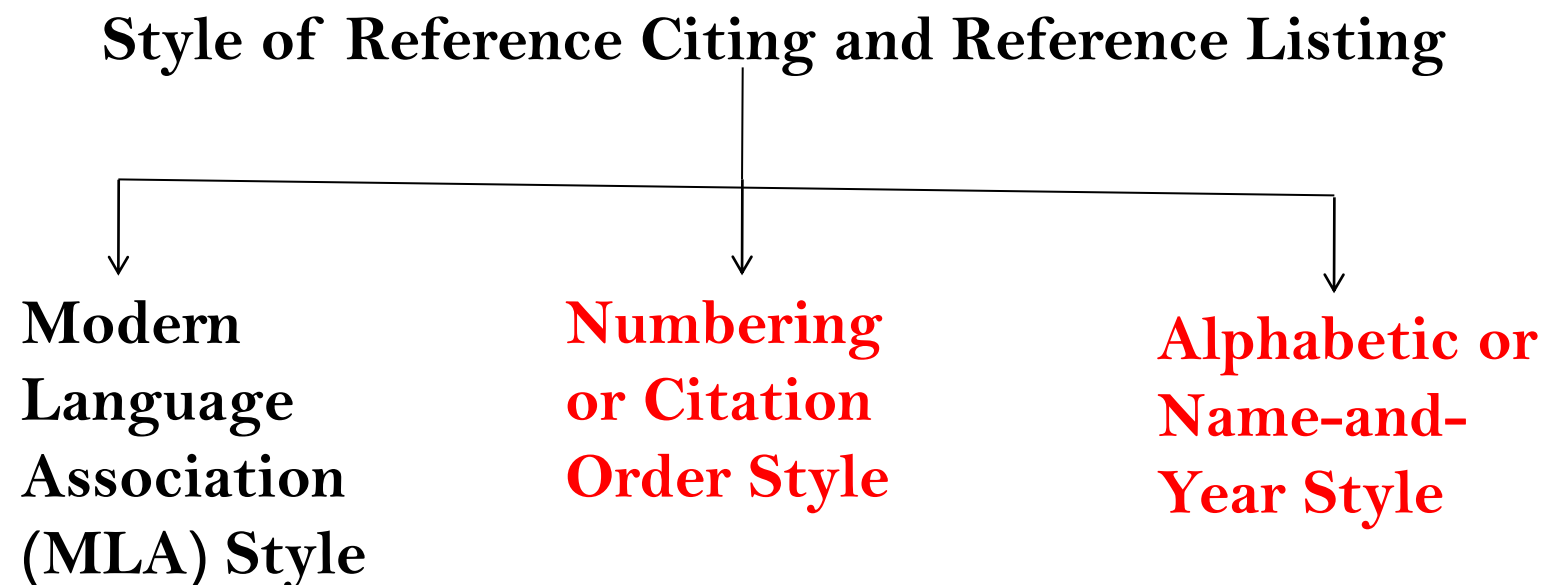 Style of Reference Citing and Reference Listing
Modern
Language
Association
(MLA) Style
Numbering
or Citation
Order Style
Alphabetic or
Name-and-
Year Style